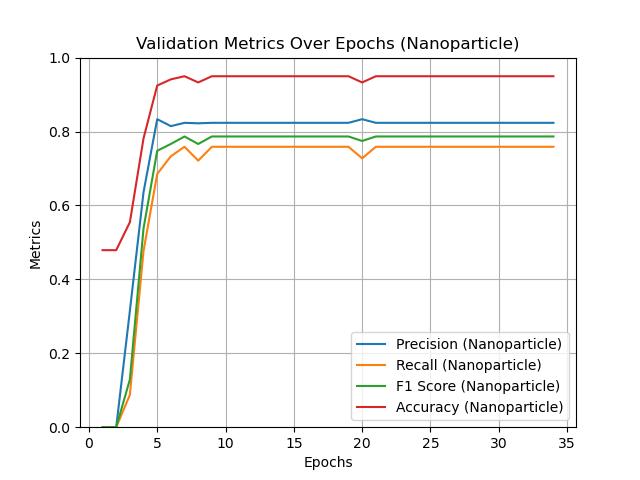 Validation Metrics Over Epochs (Nanoparticle)
1.0
0.8
0.6
0.4
0.2
0.0
Metrics
0 5 10 15 20 25 30 35
Epochs
Precision (Nanoparticle)
Recall (Nanoparticle)
F1 Score (Nanoparticle)
Accuracy (Nanoparticle)